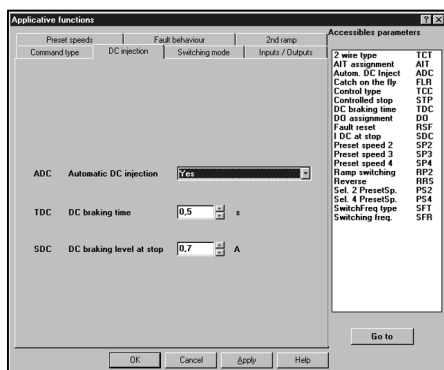 Applicative functions
Preset speeds
Fault behaviour
2nd ramp
Command type
DC injection
Switching mode
Inputs / Outputs
ADC Automatic DC injection Yes
TDC DC braking time 0,5 s
SDC DC braking level at stop 0,7 A
OK
Cancel
Apply
Help
Accessibles parameters
2 wire type TCT
AIT assignment AIT
Autom. DC Inject ADC
Catch on the fly FLR
Control type TCC
Controlled stop STP
DC braking time TDC
DO assignment DO
Fault reset RSF
I DC at stop SDC
Preset speed 2 SP2
Preset speed 3 SP3
Preset speed 4 SP4
Ramp switching RP2
Reverse RRS
Sel. 2 PresetSp. PS2
Sel. 4 PresetSp. PS4
SwitchFreq type SFT
Switching freq. SFR
Go to